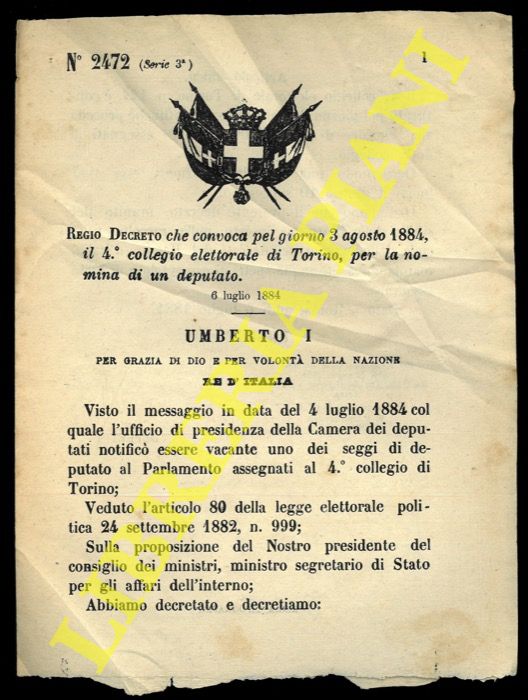 N° 2472 (Serie 3ª)
1
REGIO DECRETO che convoca pel giorno 3 agosto 1884,
il 4.° collegio elettorale di Torino, per la no-
mina di un deputato.
6 luglio 1884
UMBERTO I
PER GRAZIA DI DIO E PER VOLONTÀ DELLA NAZIONE
RE D'ITALIA
Visto il messaggio in data del 4 luglio 1884 col
quale l'ufficio di presidenza della Camera dei depu-
tati notificò essere vacante uno dei seggi di de-
putato al Parlamento assegnati al 4.° collegio di
Torino;
Veduto l'articolo 80 della legge elettorale poli-
tica 24 settembre 1882, n. 999;
Sulla proposizione del Nostro presidente del
consiglio dei ministri, ministro segretario di Stato
per gli affari dell'interno;
Abbiamo decretato e decretiamo:
LIBRERIA PIANI